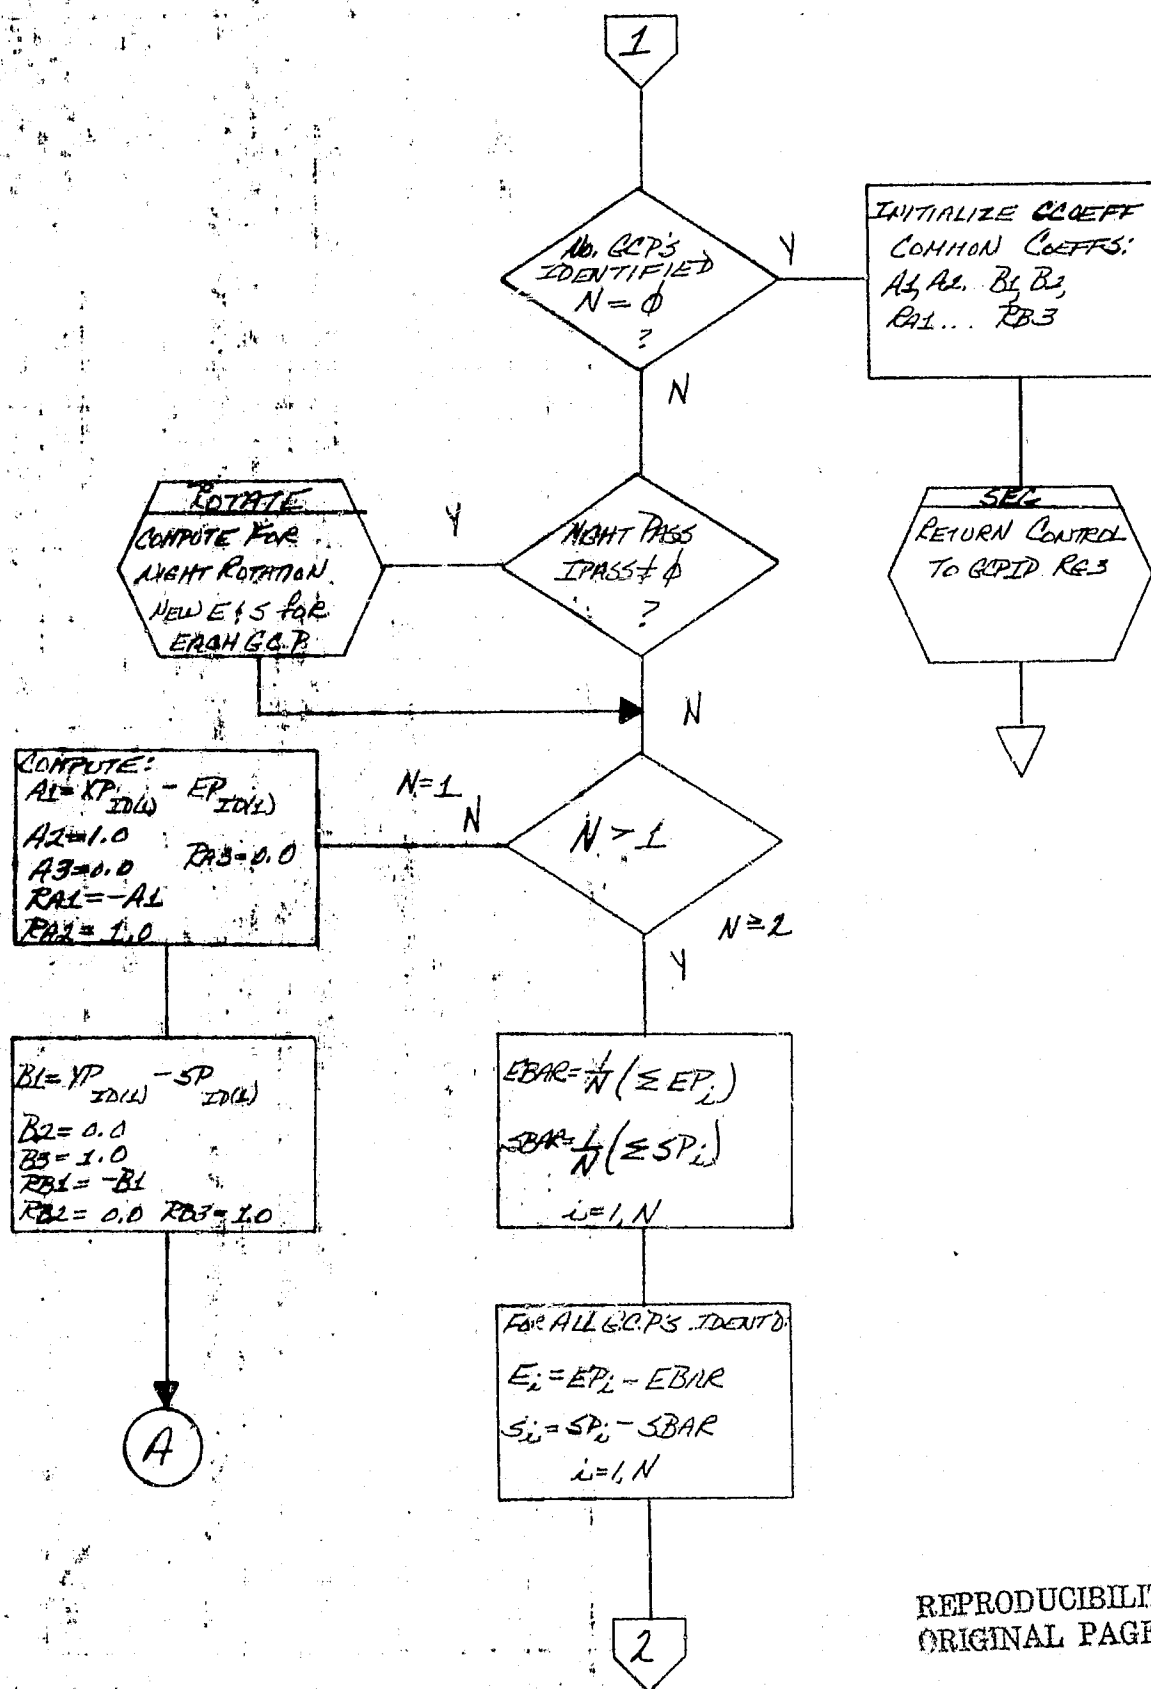 1
No. GCP'S
IDENTIFIED
N = ϕ
?
Y
N
INITIALIZE CCOEFF
COMMON COEFFS:
A1, A2.. B1, B2,
RA1... RB3
SEG
RETURN CONTROL
TO GCPID RG3
NIGHT PASS
IPASS ≠ ϕ
?
Y
N
ROTATE
COMPUTE FOR
NIGHT ROTATION
NEW E & S FOR
EACH GCP
N > 1
N=1
N
N ≥ 2
Y
COMPUTE:
A1 = XP ID(1) - EP ID(1)
A2 = 1.0
A3 = 0.0 RA3 = 0.0
RA1 = -A1
RA2 = 1.0
B1 = YP ID(1) - SP ID(1)
B2 = 0.0
B3 = 1.0
RB1 = -B1
RB2 = 0.0 RB3 = 1.0
A
EBAR = 1/N (Σ EPi)
SBAR = 1/N (Σ SPi)
i = 1, N
FOR ALL G.C.P'S IDENT'D
Ei = EPi - EBAR
Si = SPi - SBAR
i = 1, N
2
ORIGINAL PAGE